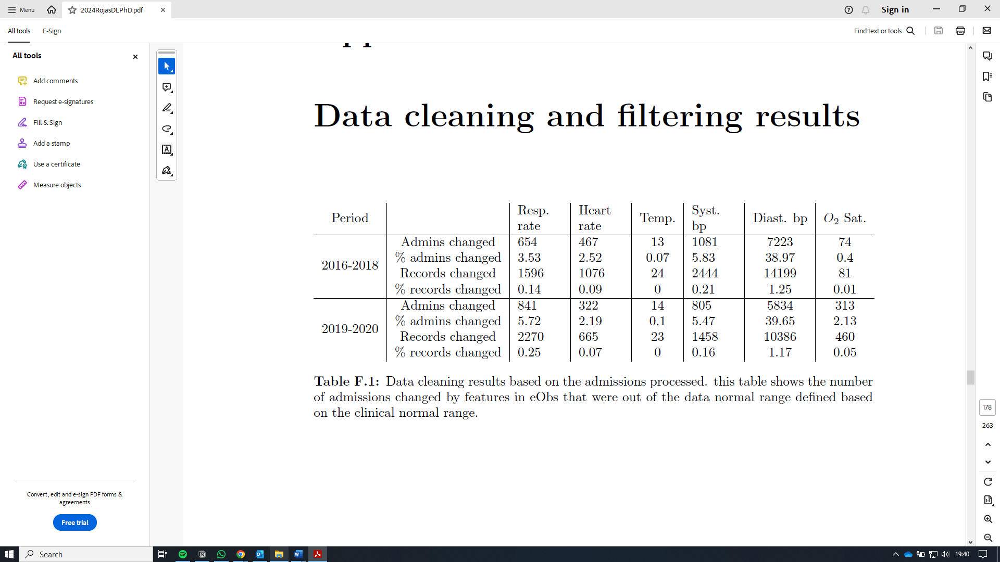 Menu
2024RojasDLPhD.pdf
Sign in
All tools
E-Sign
Find text or tools
All tools
Add comments
Request e-signatures
Fill & Sign
Add a stamp
Use a certificate
Measure objects
Convert, edit and e-sign PDF forms &
agreements
Free trial
Data cleaning and filtering results
Period Resp. rate Heart rate Temp. Syst. bp Diast. bp O2 Sat.
2016-2018
Admins changed 654 467 13 1081 7223 74
% admins changed 3.53 2.52 0.07 5.83 38.97 0.4
Records changed 1596 1076 24 2444 14199 81
% records changed 0.14 0.09 0 0.21 1.25 0.01
2019-2020
Admins changed 841 322 14 805 5834 313
% admins changed 5.72 2.19 0.1 5.47 39.65 2.13
Records changed 2270 665 23 1458 10386 460
% records changed 0.25 0.07 0 0.16 1.17 0.05
Table F.1: Data cleaning results based on the admissions processed. this table shows the number
of admissions changed by features in eObs that were out of the data normal range defined based
on the clinical normal range.
178
263
Search
19:40